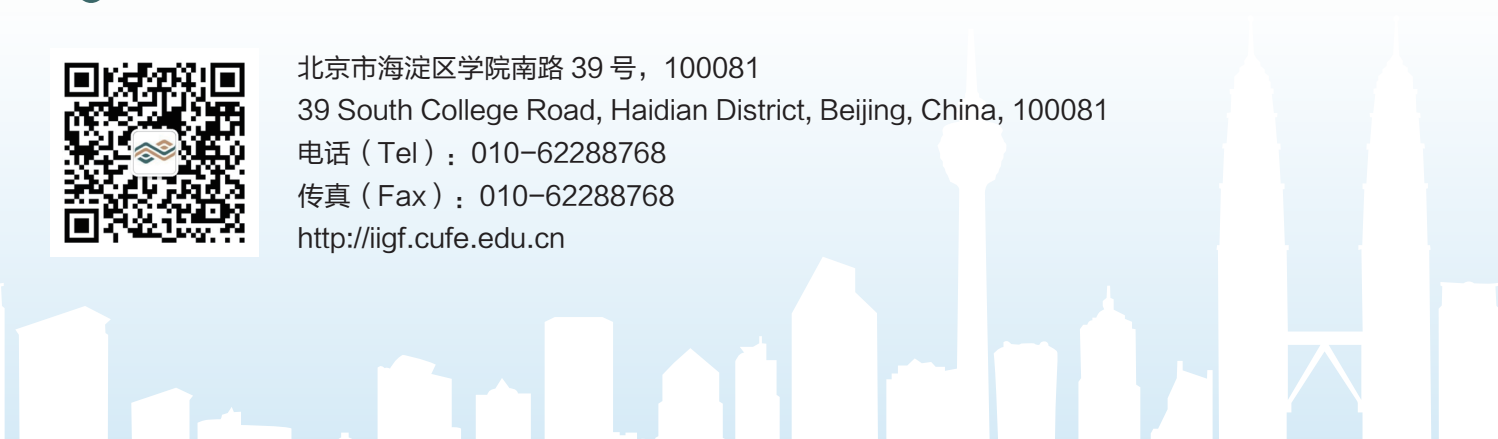 北京市海淀区学院南路 39 号，100081
39 South College Road, Haidian District, Beijing, China, 100081
电话（Tel）：010-62288768
传真（Fax）：010-62288768
http://iigf.cufe.edu.cn